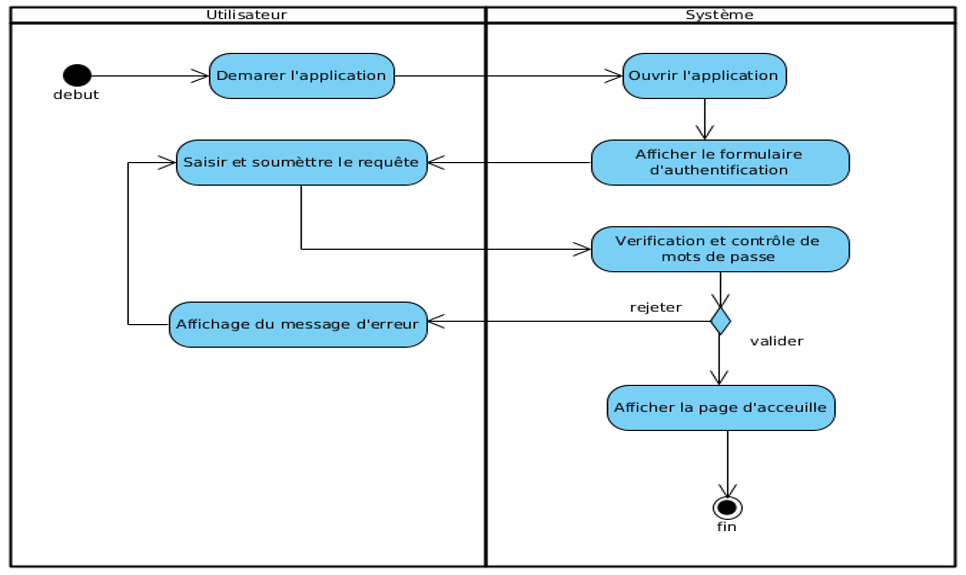 Utilisateur
Système
Demarer l'application
Ouvrir l'application
debut
Saisir et soumèttre le requête
Afficher le formulaire
d'authentification
Verification et contrôle de
mots de passe
rejeter
Affichage du message d'erreur
valider
Afficher la page d'acceuille
fin